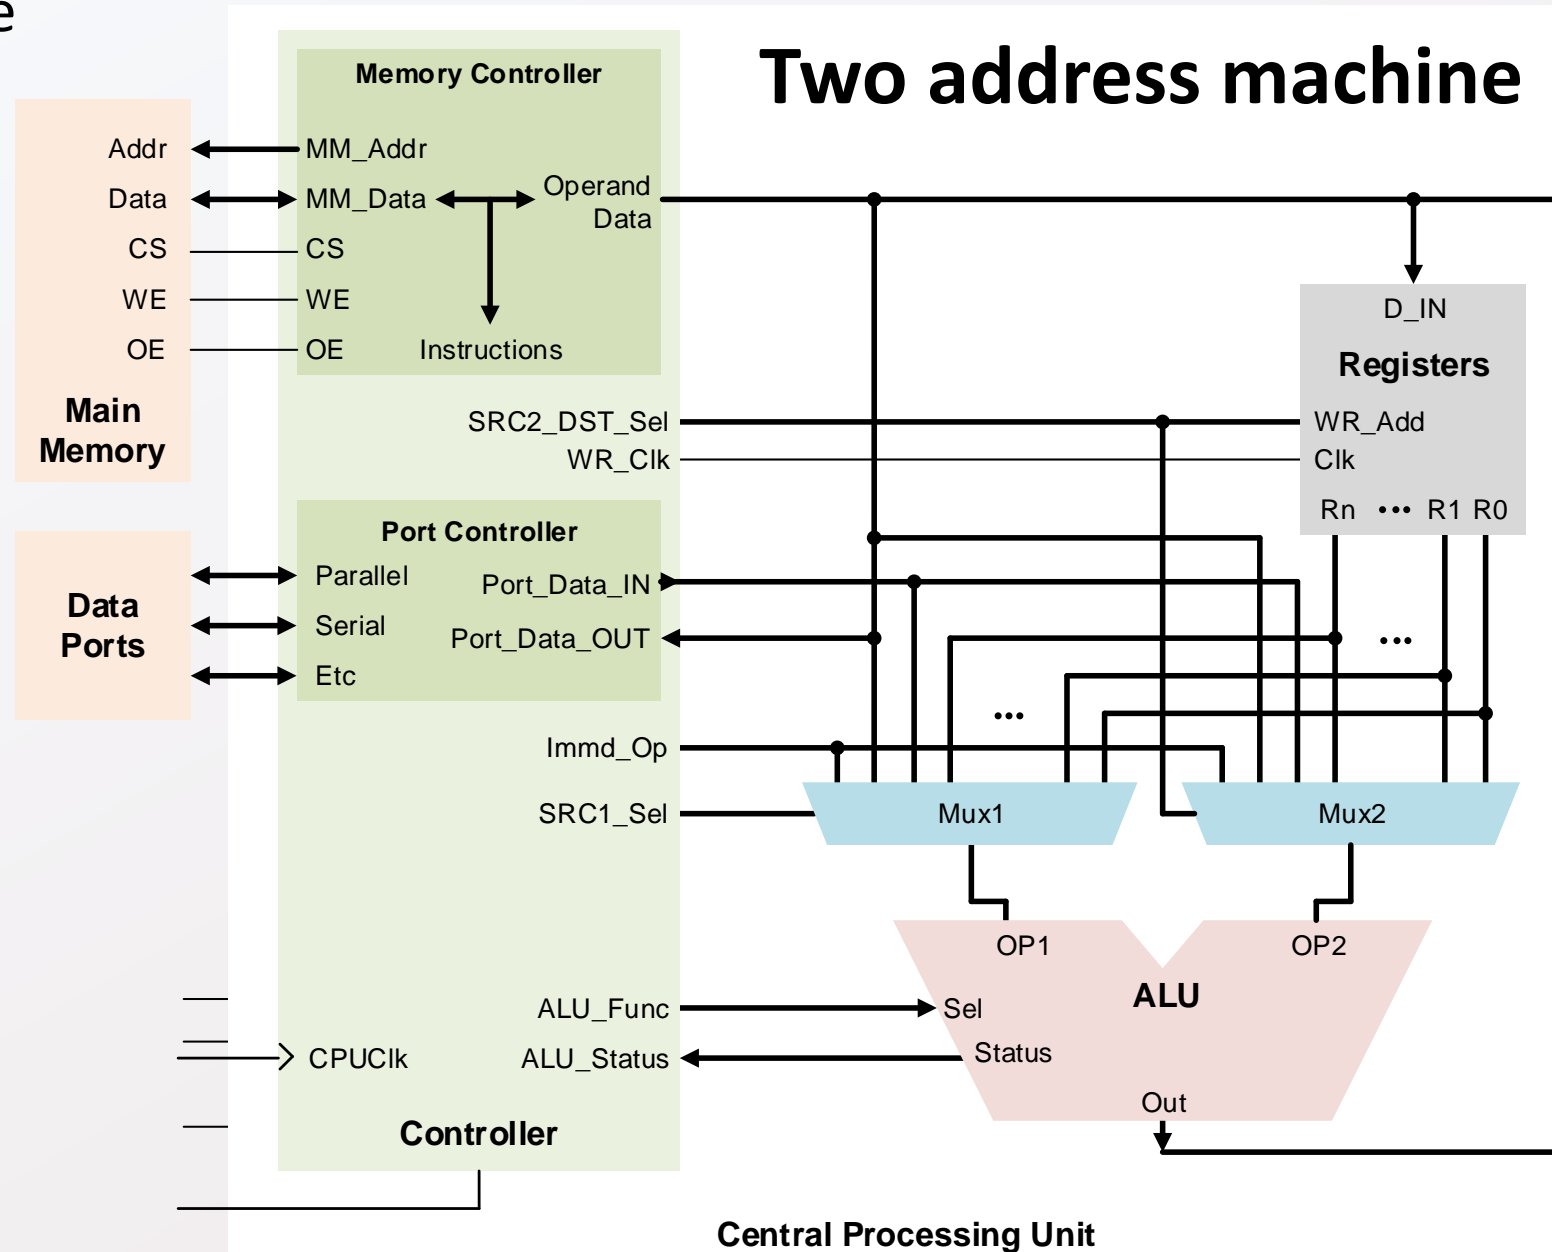 e
Two address machine
Memory Controller
Addr
MM_Addr
Data
MM_Data
Operand
Data
CS
CS
WE
WE
OE
OE
Instructions
Main
Memory
D_IN
Registers
SRC2_DST_Sel
WR_Add
WR_Clk
Clk
Rn ••• R1 R0
Port Controller
Data
Ports
Parallel
Port_Data_IN
Serial
Port_Data_OUT
Etc
•••
•••
Immd_Op
SRC1_Sel
Mux1
Mux2
OP1
OP2
ALU
ALU_Func
Sel
CPUClk
ALU_Status
Status
Out
Controller
Central Processing Unit